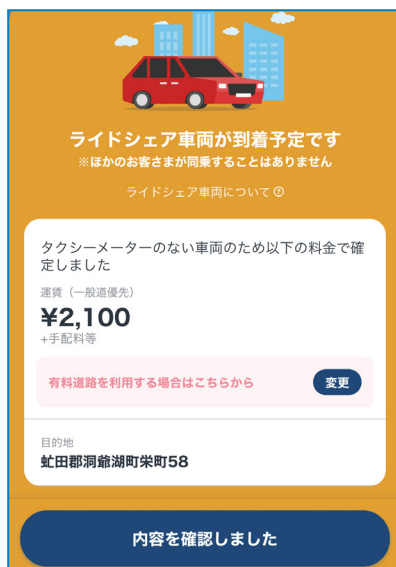 ライドシェア車両が到着予定です
※ほかのお客さまが同乗することはありません
ライドシェア車両について
タクシーメーターのない車両のため以下の料金で確
定しました
運賃（一般道優先）
¥2,100
+手配料等
有料道路を利用する場合はこちらから
変更
目的地
虻田郡洞爺湖町栄町58
内容を確認しました